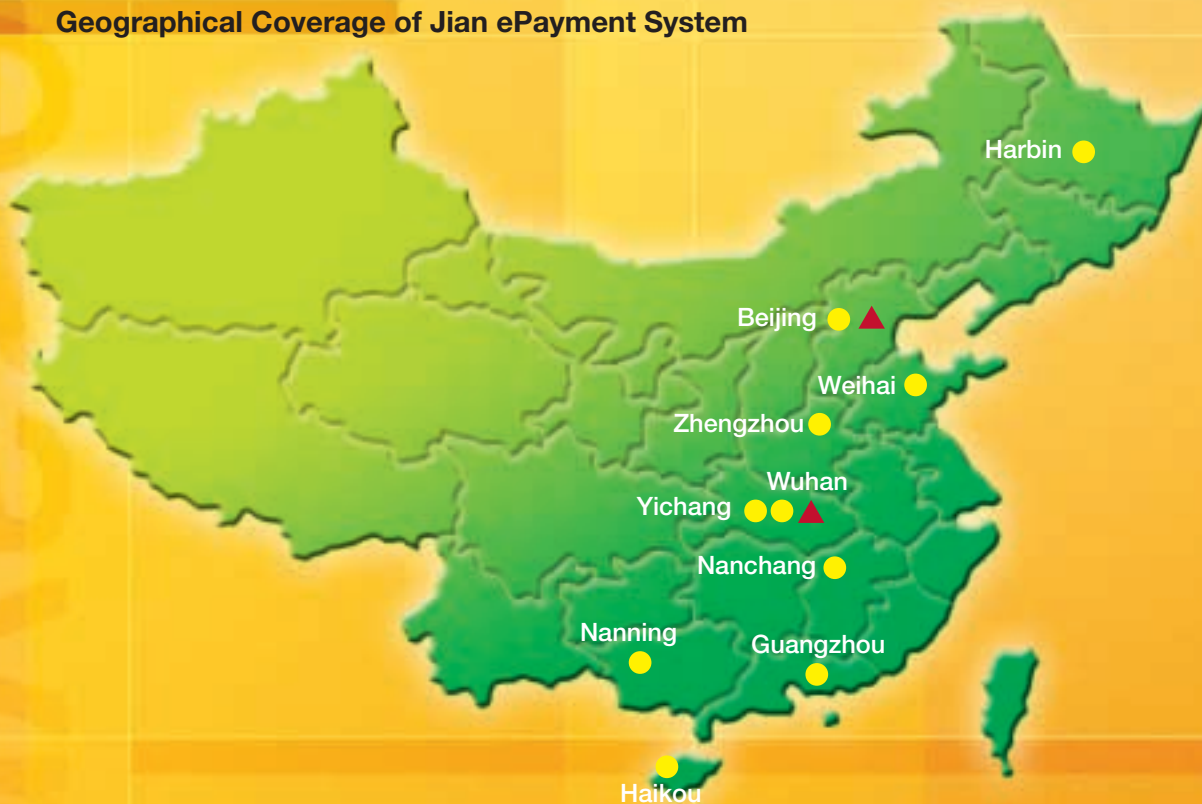 Geographical Coverage of Jian ePayment System
Harbin
Beijing
Weihai
Zhengzhou
Wuhan
Yichang
Nanchang
Nanning
Guangzhou
Haikou